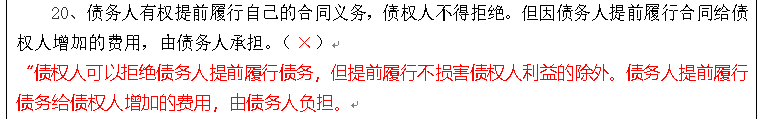 20、债务人有权提前履行自己的合同义务，债权人不得拒绝。但因债务人提前履行合同给债
权人增加的费用，由债务人承担。（×）
“债权人可以拒绝债务人提前履行债务，但提前履行不损害债权人利益的除外。债务人提前履行
债务给债权人增加的费用，由债务人负担。